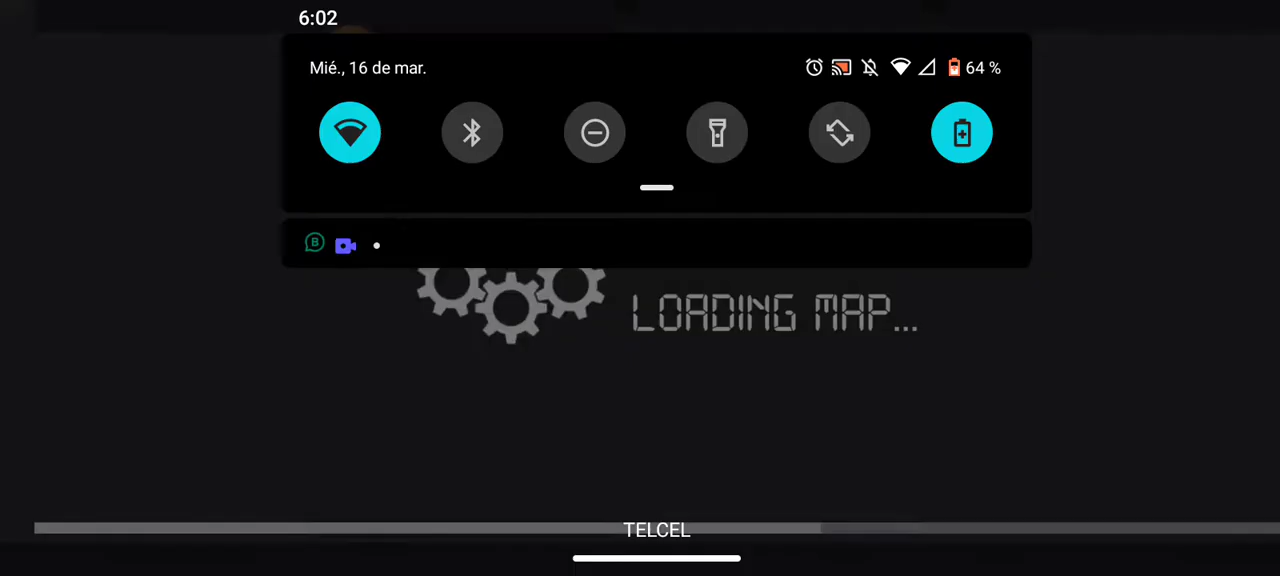 6:02
Mié., 16 de mar.
64 %
B
LOADING MAP...
TELCEL